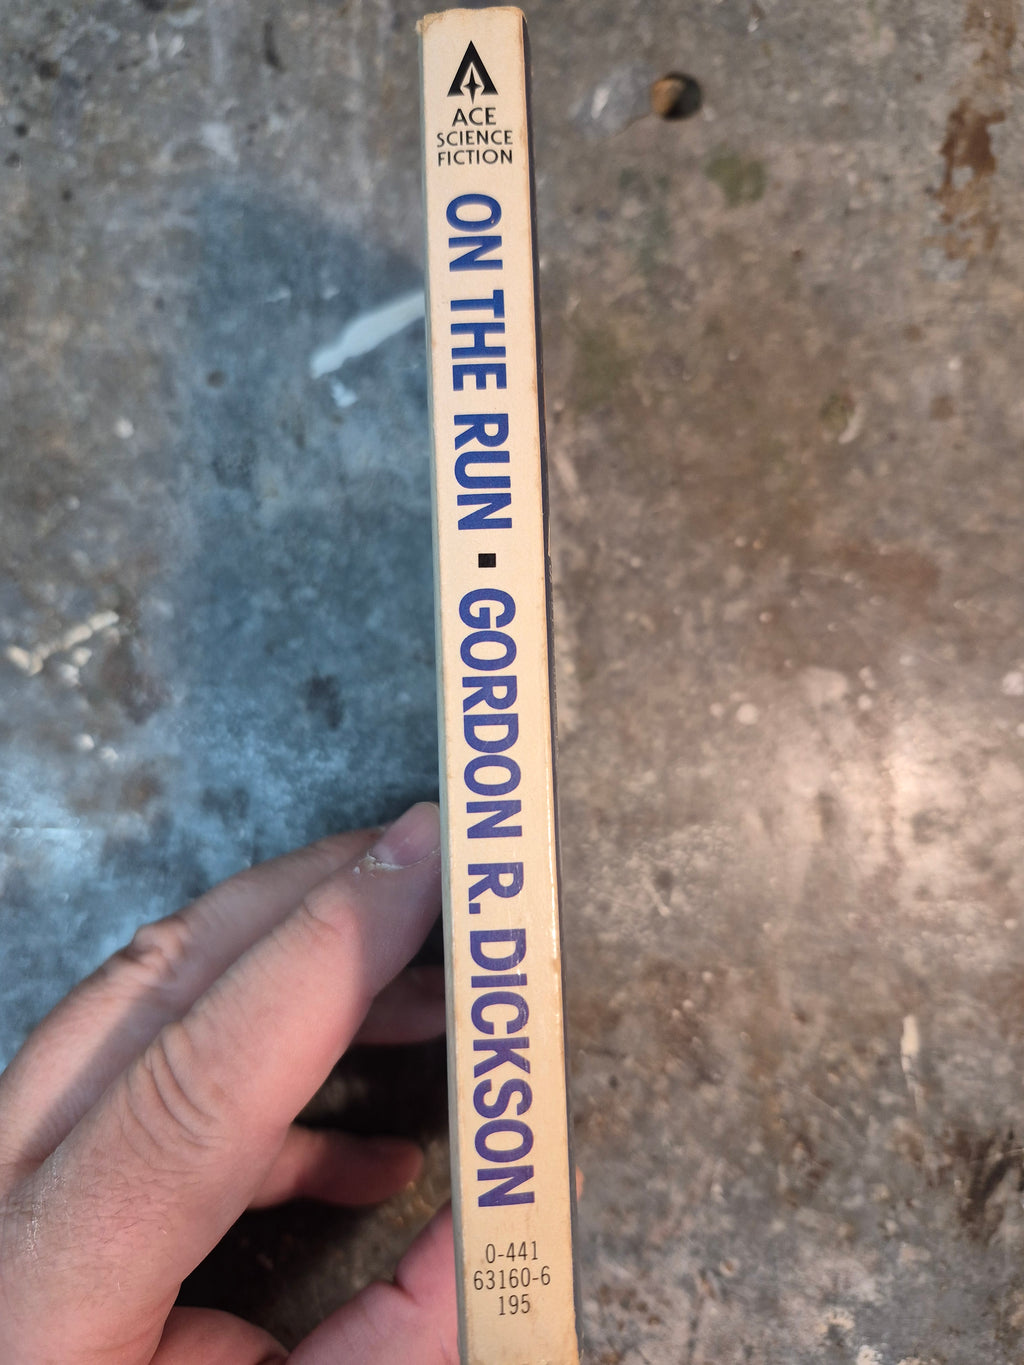 ACE
SCIENCE
FICTION
ON THE RUN ▪ GORDON R. DICKSON
0-441
63160-6
195